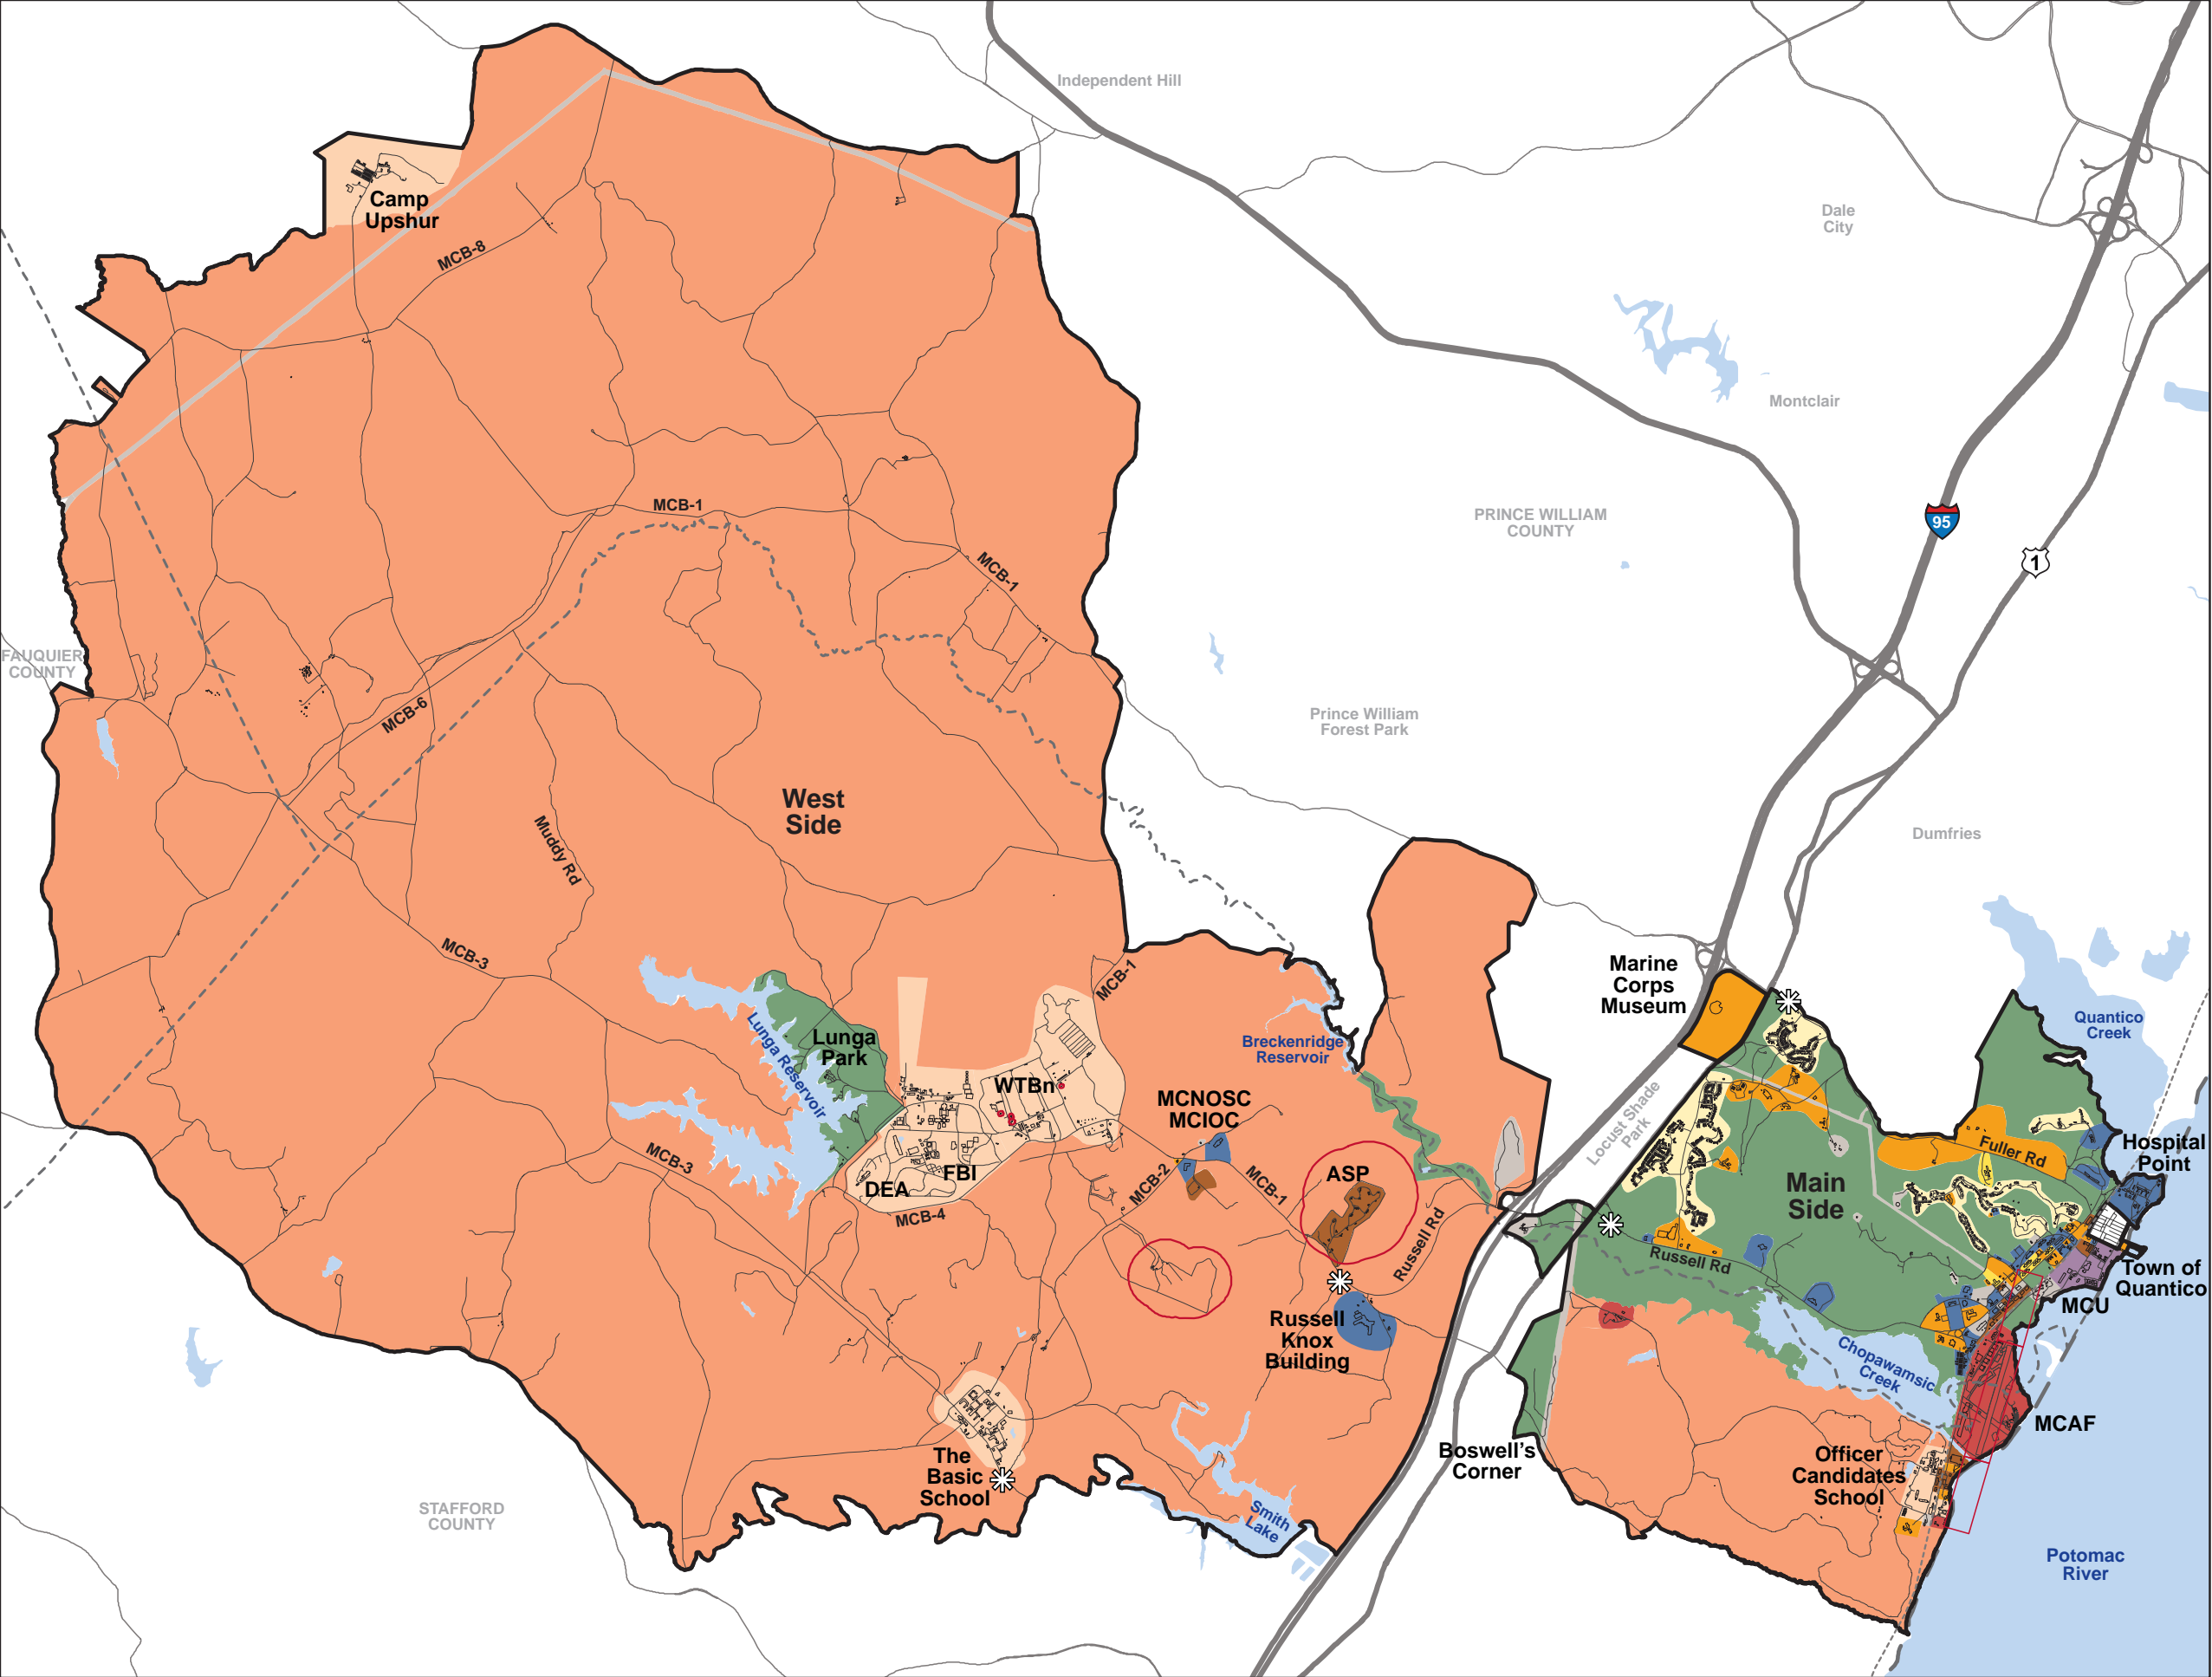 Independent Hill
Camp
Upshur
MCB-8
Dale
City
Montclair
MCB-1
PRINCE WILLIAM
COUNTY
95
1
MCB-1
FAUQUIER
COUNTY
MCB-6
Prince William
Forest Park
West
Side
Muddy Rd
Dumfries
MCB-3
MCB-1
Marine
Corps
Museum
Lunga
Park
Lunga Reservoir
Breckenridge
Reservoir
Quantico
Creek
WTBn
MCNOSC
MCIOC
Locust Shade
Park
Fuller Rd
Hospital
Point
MCB-3
FBI
DEA
MCB-4
MCB-2
MCB-1
ASP
Russell Rd
Main
Side
Russell Rd
Town of
Quantico
MCU
Russell
Knox
Building
Chopawamsic
Creek
MCAF
The
Basic
School
Boswell's
Corner
Officer
Candidates
School
STAFFORD
COUNTY
Smith
Lake
Potomac
River